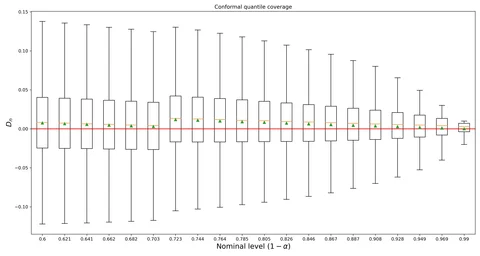 Conformal quantile coverage
0.15
0.10
0.05
0.00
−0.05
−0.10
Dₙ
0.6 0.621 0.641 0.662 0.682 0.703 0.723 0.744 0.764 0.785 0.805 0.826 0.846 0.867 0.887 0.908 0.928 0.949 0.969 0.99
Nominal level (1 − α)